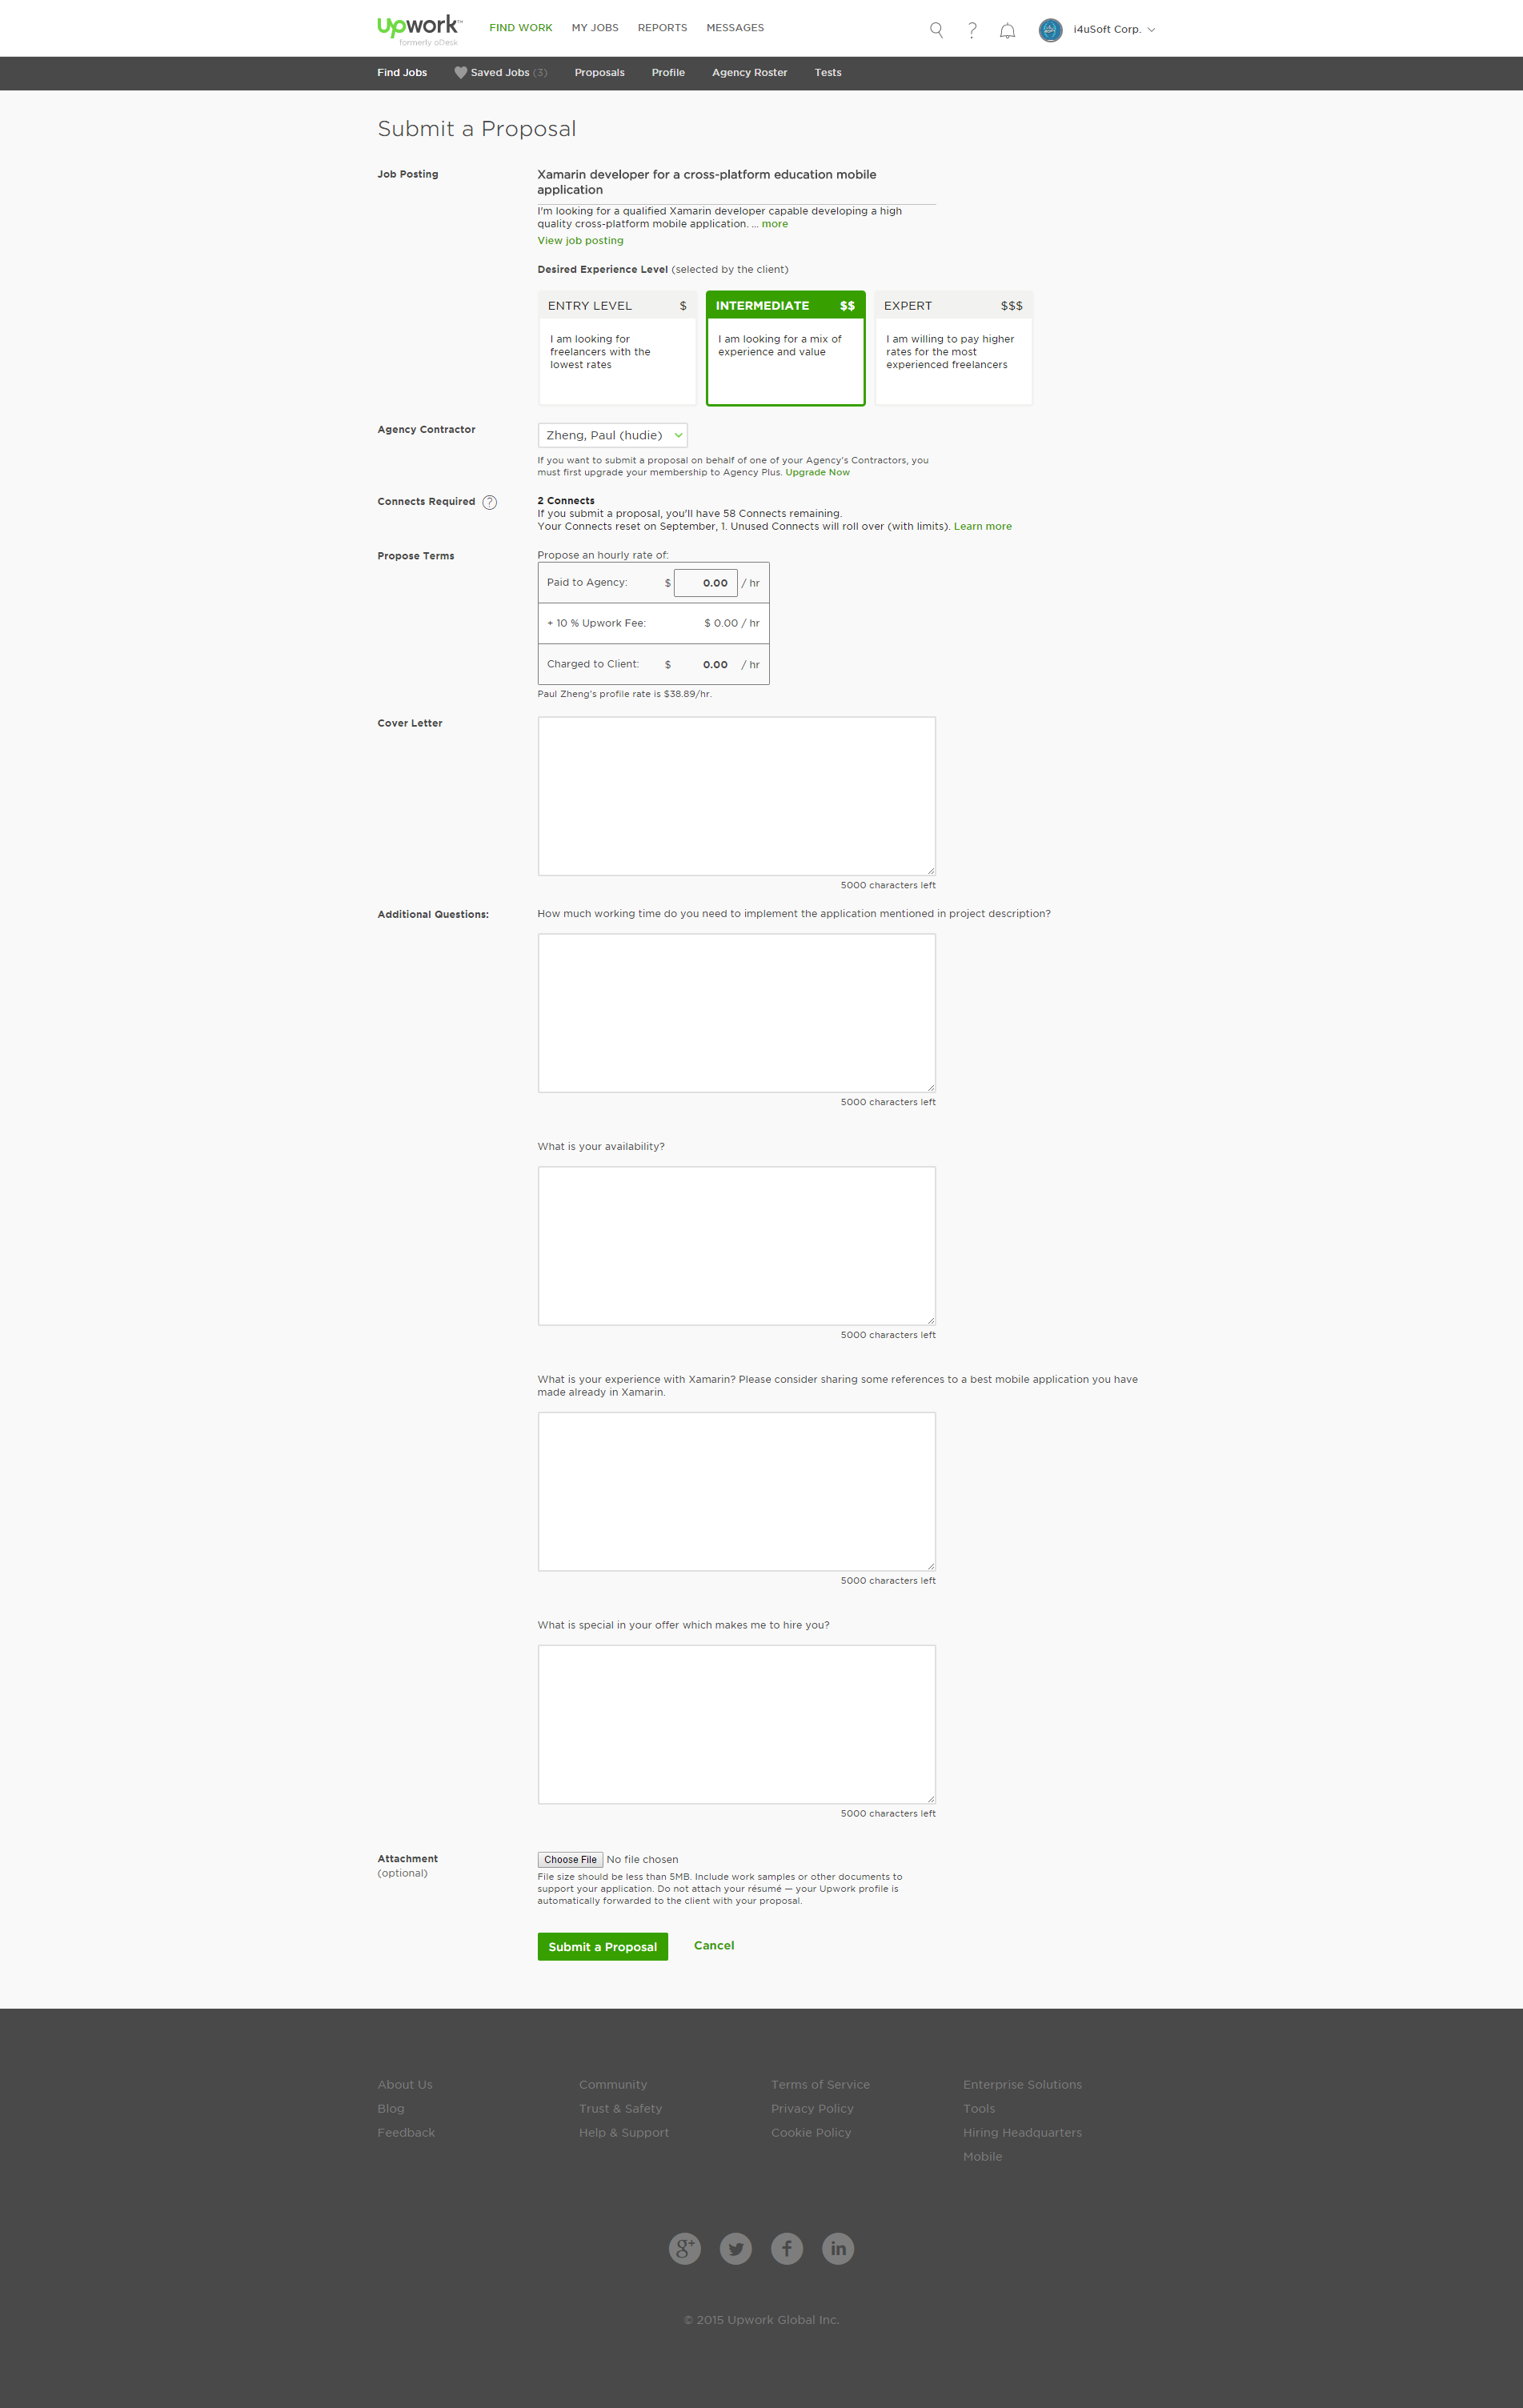 Upwork™
formerly oDesk
FIND WORK
MY JOBS
REPORTS
MESSAGES
?
i4uSoft Corp.
Find Jobs
Saved Jobs (3)
Proposals
Profile
Agency Roster
Tests
Submit a Proposal
Job Posting
Xamarin developer for a cross-platform education mobile
application
I'm looking for a qualified Xamarin developer capable developing a high
quality cross-platform mobile application. ... more
View job posting
Desired Experience Level (selected by the client)
ENTRY LEVEL $
I am looking for
freelancers with the
lowest rates
INTERMEDIATE $$
I am looking for a mix of
experience and value
EXPERT $$$
I am willing to pay higher
rates for the most
experienced freelancers
Agency Contractor
Zheng, Paul (hudie)
If you want to submit a proposal on behalf of one of your Agency's Contractors, you
must first upgrade your membership to Agency Plus. Upgrade Now
Connects Required ?
2 Connects
If you submit a proposal, you'll have 58 Connects remaining.
Your Connects reset on September, 1. Unused Connects will roll over (with limits). Learn more
Propose Terms
Propose an hourly rate of:
Paid to Agency: $ 0.00 / hr
+ 10 % Upwork Fee: $ 0.00 / hr
Charged to Client: $ 0.00 / hr
Paul Zheng's profile rate is $38.89/hr.
Cover Letter
5000 characters left
Additional Questions:
How much working time do you need to implement the application mentioned in project description?
5000 characters left
What is your availability?
5000 characters left
What is your experience with Xamarin? Please consider sharing some references to a best mobile application you have
made already in Xamarin.
5000 characters left
What is special in your offer which makes me to hire you?
5000 characters left
Attachment
(optional)
Choose File No file chosen
File size should be less than 5MB. Include work samples or other documents to
support your application. Do not attach your résumé — your Upwork profile is
automatically forwarded to the client with your proposal.
Submit a Proposal
Cancel
About Us
Blog
Feedback
Community
Trust & Safety
Help & Support
Terms of Service
Privacy Policy
Cookie Policy
Enterprise Solutions
Tools
Hiring Headquarters
Mobile
g+
f
in
© 2015 Upwork Global Inc.